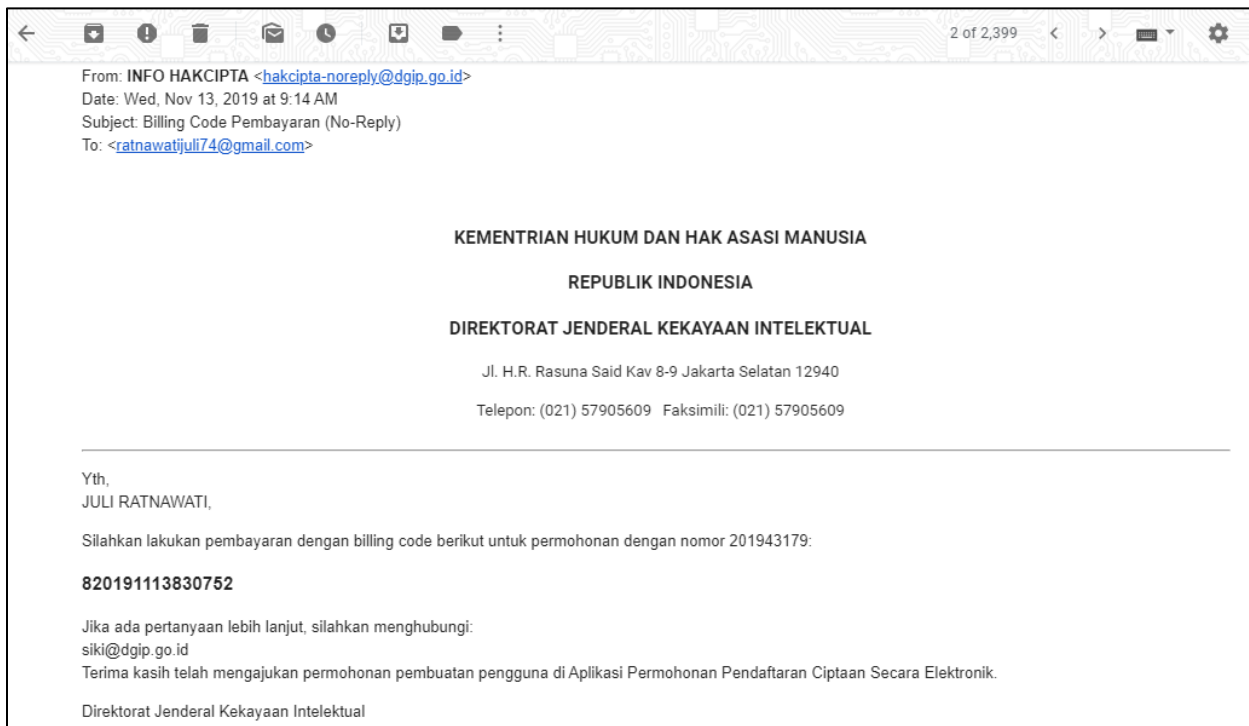 2 of 2,399
From: INFO HAKCIPTA <hakcipta-noreply@dgip.go.id>
Date: Wed, Nov 13, 2019 at 9:14 AM
Subject: Billing Code Pembayaran (No-Reply)
To: <ratnawatijuli74@gmail.com>
KEMENTRIAN HUKUM DAN HAK ASASI MANUSIA
REPUBLIK INDONESIA
DIREKTORAT JENDERAL KEKAYAAN INTELEKTUAL
Jl. H.R. Rasuna Said Kav 8-9 Jakarta Selatan 12940
Telepon: (021) 57905609 Faksimili: (021) 57905609
Yth,
JULI RATNAWATI,
Silahkan lakukan pembayaran dengan billing code berikut untuk permohonan dengan nomor 201943179:
820191113830752
Jika ada pertanyaan lebih lanjut, silahkan menghubungi:
siki@dgip.go.id
Terima kasih telah mengajukan permohonan pembuatan pengguna di Aplikasi Permohonan Pendaftaran Ciptaan Secara Elektronik.
Direktorat Jenderal Kekayaan Intelektual